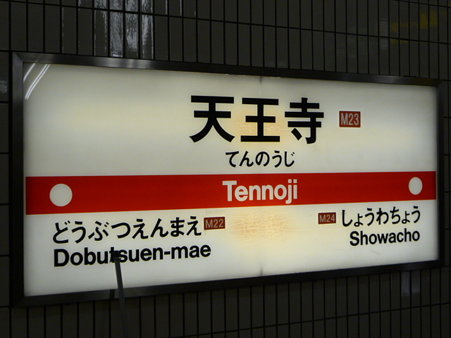 天王寺 M23
てんのうじ
Tennoji
どうぶつえんまえ M22
Dobutsuen-mae
M24 しょうわちょう
Showacho